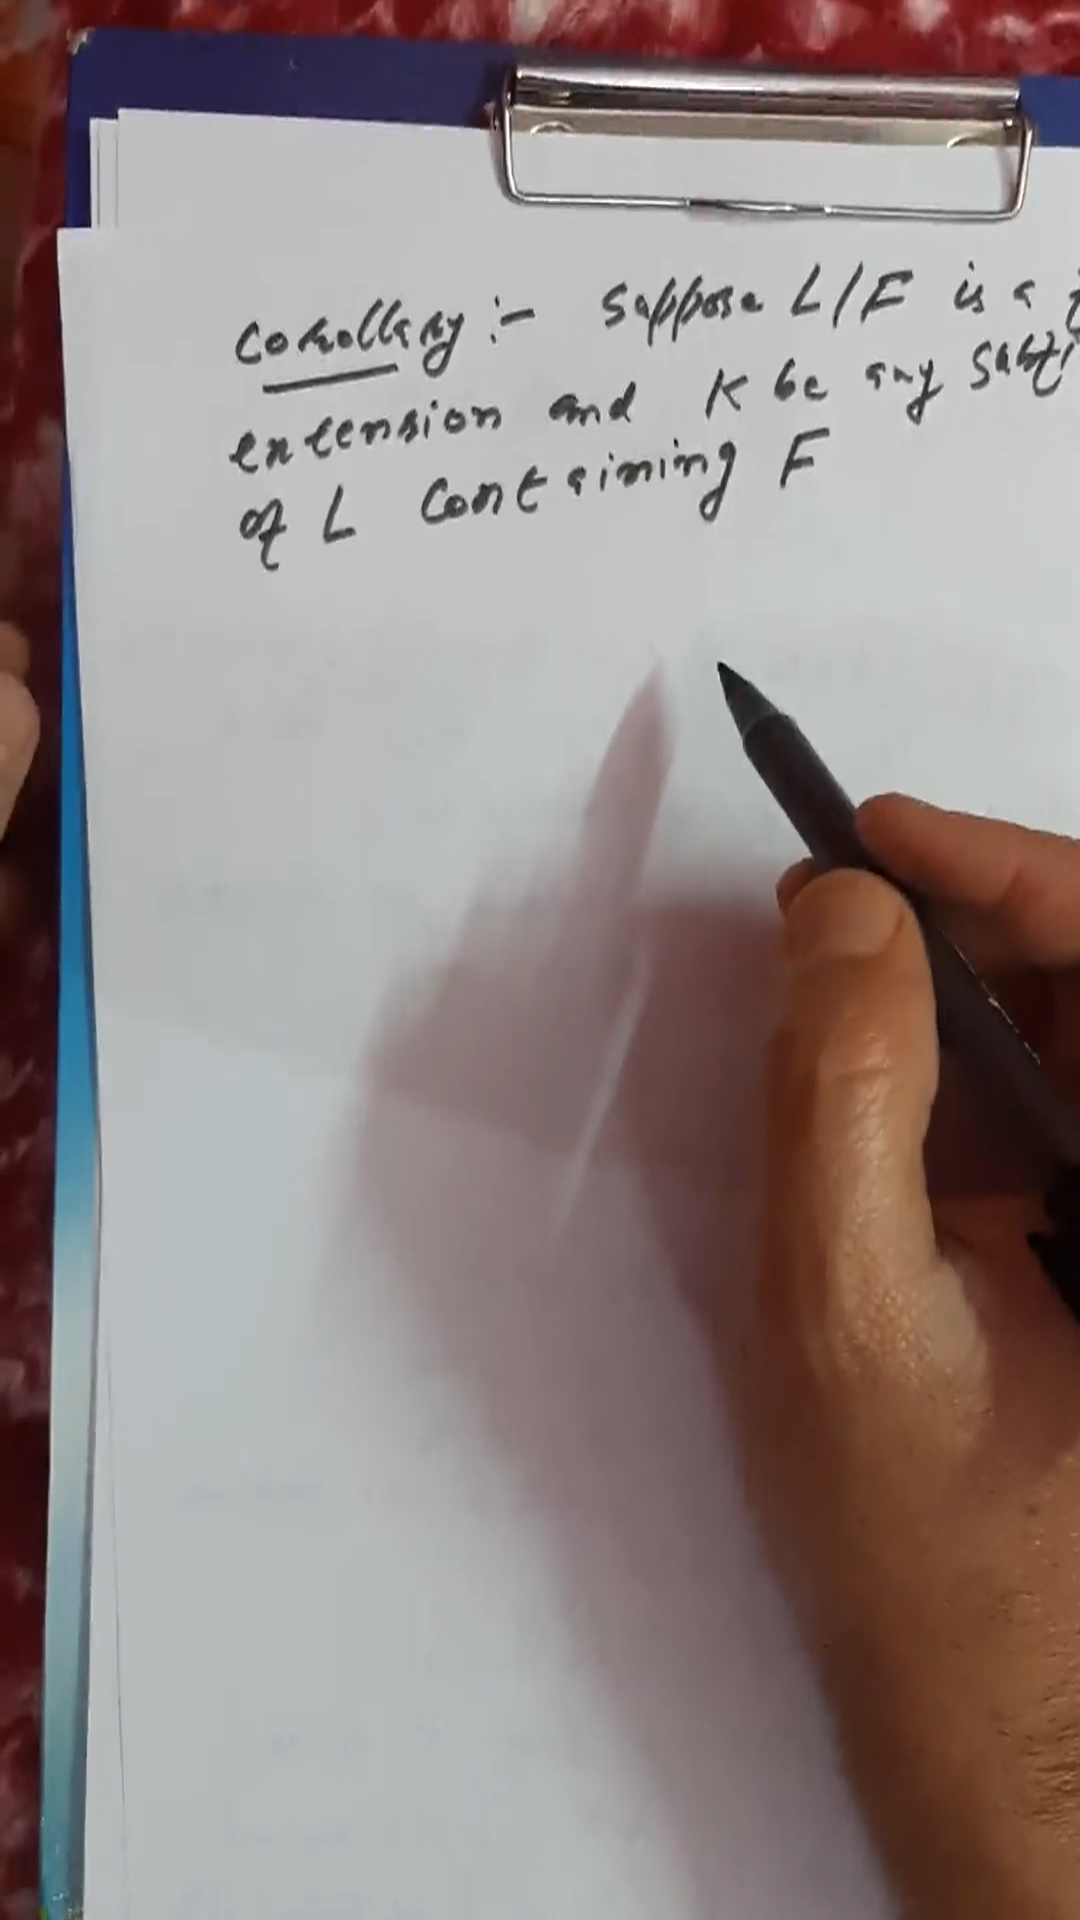 Corollary :- Suppose L/F is a
extension and K be any
of L containing F